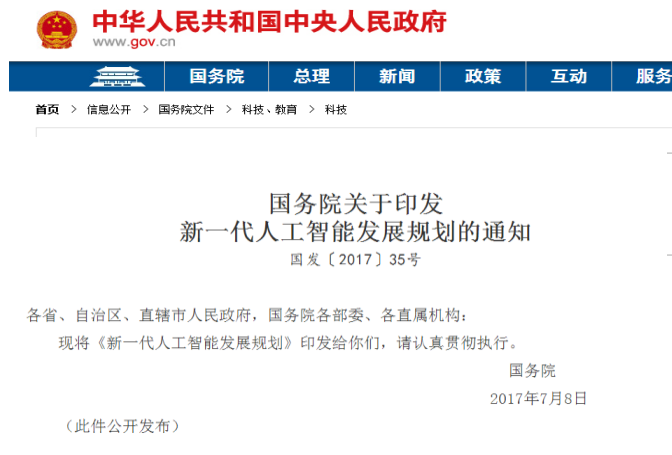 中华人民共和国中央人民政府
www.gov.cn
国务院 总理 新闻 政策 互动 服务
首页 > 信息公开 > 国务院文件 > 科技、教育 > 科技
国务院关于印发
新一代人工智能发展规划的通知
国发〔2017〕35号
各省、自治区、直辖市人民政府，国务院各部委、各直属机构：
现将《新一代人工智能发展规划》印发给你们，请认真贯彻执行。
国务院
2017年7月8日
（此件公开发布）